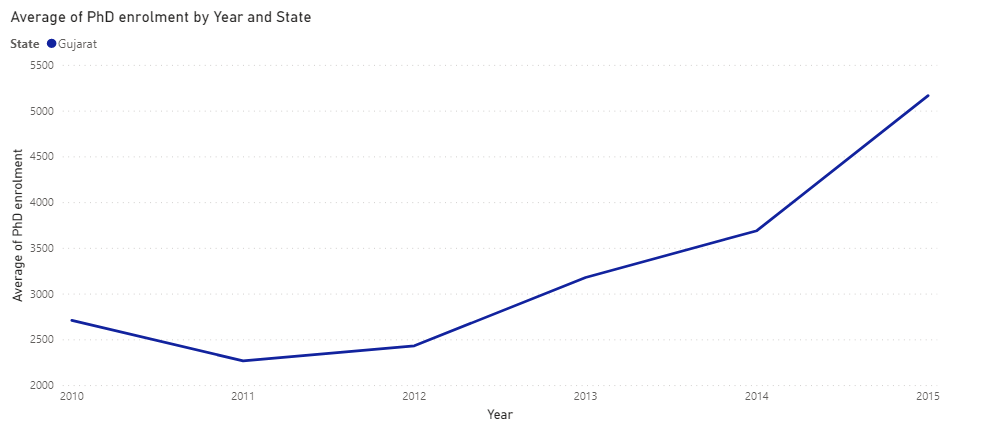 Average of PhD enrolment by Year and State
State Gujarat
5500
5000
4500
4000
3500
3000
2500
2000
Average of PhD enrolment
2010 2011 2012 2013 2014 2015
Year